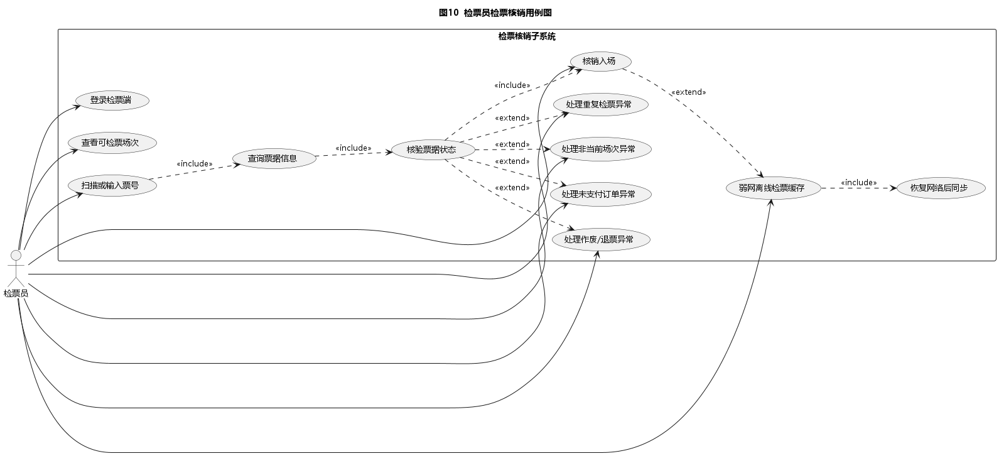 图10 检票员检票核销用例图
检票核销子系统
核销入场
«include»
«extend»
登录检票端
处理重复检票异常
«extend»
查看可检票场次
«extend»
核验票据状态
处理非当前场次异常
«include»
查询票据信息
«include»
«extend»
扫描或输入票号
«extend»
处理未支付订单异常
弱网离线检票缓存
«include»
恢复网络后同步
处理作废/退票异常
检票员